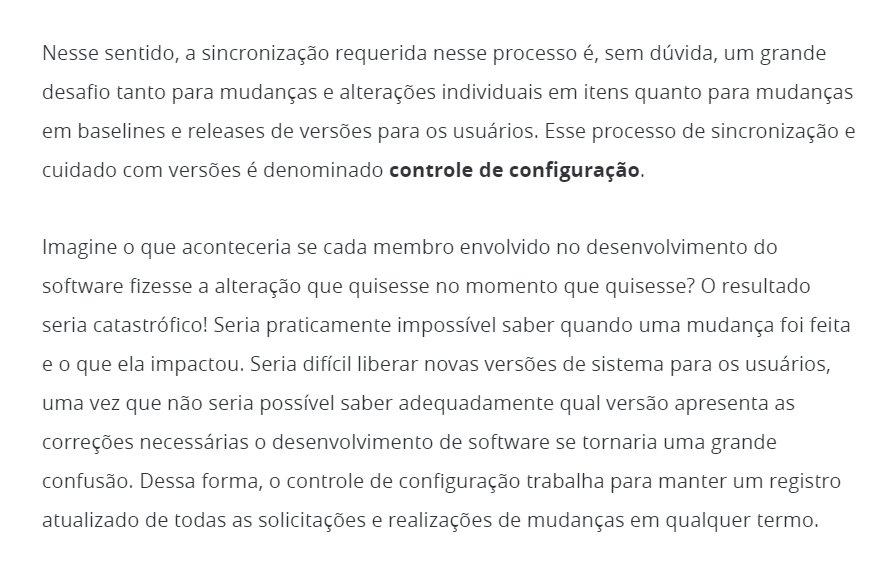 Nesse sentido, a sincronização requerida nesse processo é, sem dúvida, um grande
desafio tanto para mudanças e alterações individuais em itens quanto para mudanças
em baselines e releases de versões para os usuários. Esse processo de sincronização e
cuidado com versões é denominado controle de configuração.
Imagine o que aconteceria se cada membro envolvido no desenvolvimento do
software fizesse a alteração que quisesse no momento que quisesse? O resultado
seria catastrófico! Seria praticamente impossível saber quando uma mudança foi feita
e o que ela impactou. Seria difícil liberar novas versões de sistema para os usuários,
uma vez que não seria possível saber adequadamente qual versão apresenta as
correções necessárias o desenvolvimento de software se tornaria uma grande
confusão. Dessa forma, o controle de configuração trabalha para manter um registro
atualizado de todas as solicitações e realizações de mudanças em qualquer termo.